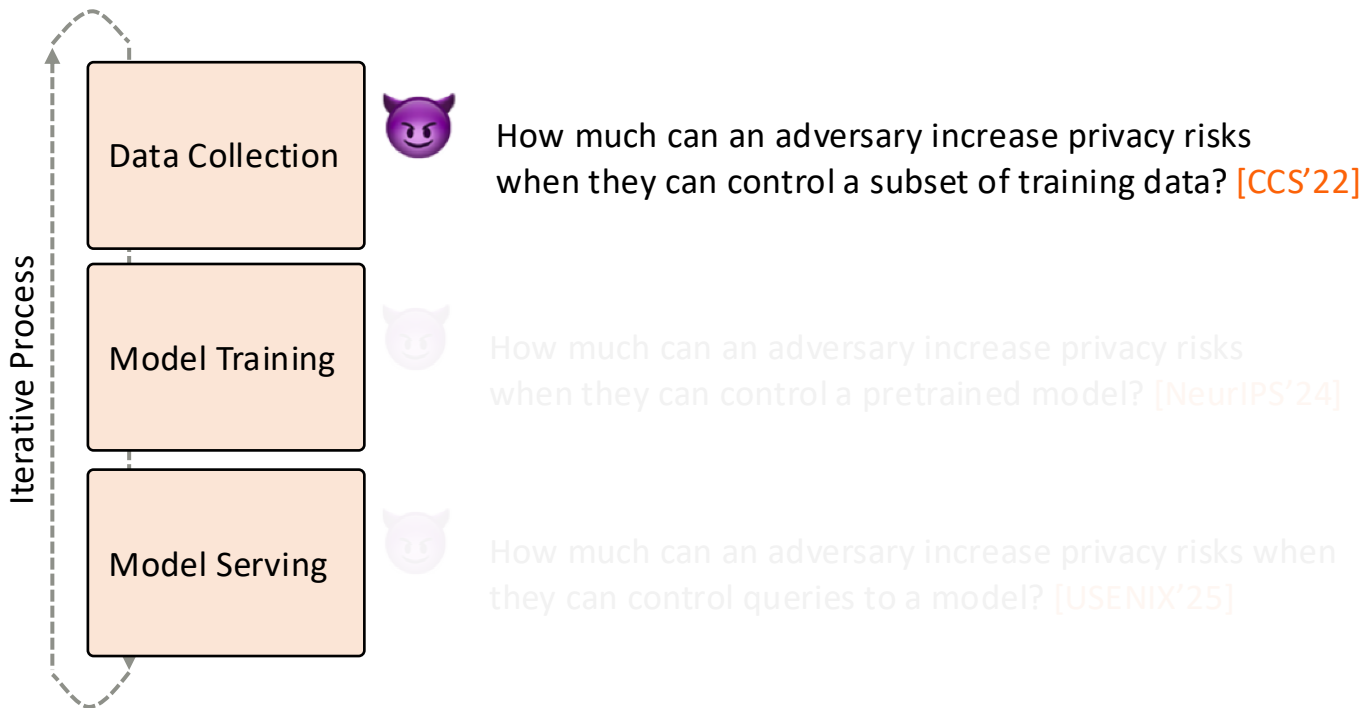 Iterative Process
Data Collection
How much can an adversary increase privacy risks
when they can control a subset of training data? [CCS’22]
Model Training
How much can an adversary increase privacy risks
when they can control a pretrained model? [NeurIPS’24]
Model Serving
How much can an adversary increase privacy risks when
they can control queries to a model? [USENIX’25]